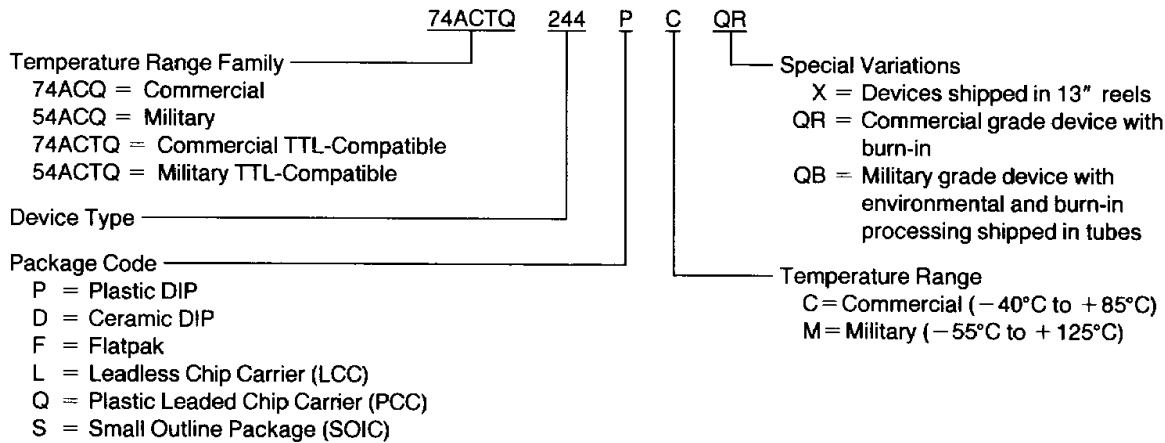 74ACTQ 244 P C QR
Temperature Range Family
74ACQ = Commercial
54ACQ = Military
74ACTQ = Commercial TTL-Compatible
54ACTQ = Military TTL-Compatible
Device Type
Package Code
P = Plastic DIP
D = Ceramic DIP
F = Flatpak
L = Leadless Chip Carrier (LCC)
Q = Plastic Leaded Chip Carrier (PCC)
S = Small Outline Package (SOIC)
Special Variations
X = Devices shipped in 13" reels
QR = Commercial grade device with
burn-in
QB = Military grade device with
environmental and burn-in
processing shipped in tubes
Temperature Range
C = Commercial (−40°C to +85°C)
M = Military (−55°C to +125°C)